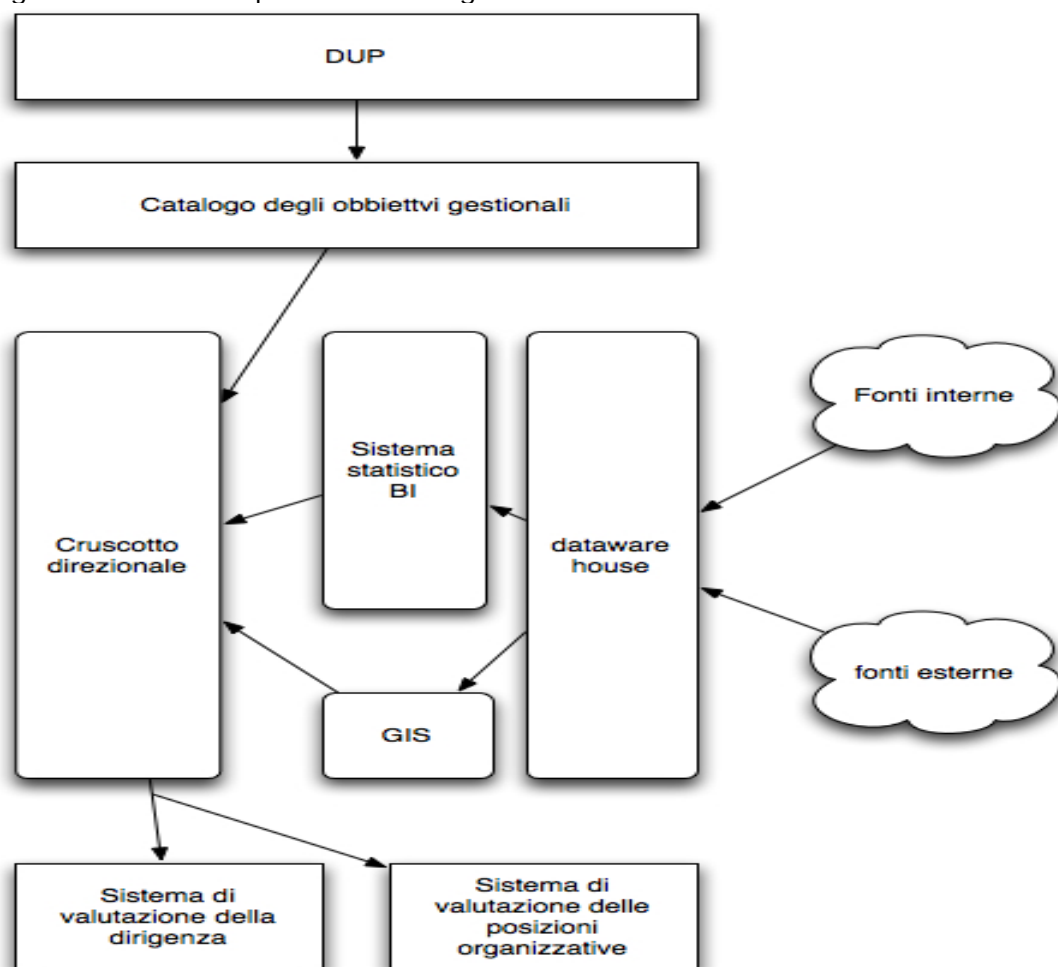 DUP
Catalogo degli obbiettvi gestionali
Sistema
statistico
BI
Fonti interne
Cruscotto
direzionale
dataware
house
fonti esterne
GIS
Sistema di
valutazione della
dirigenza
Sistema di
valutazione delle
posizioni
organizzative